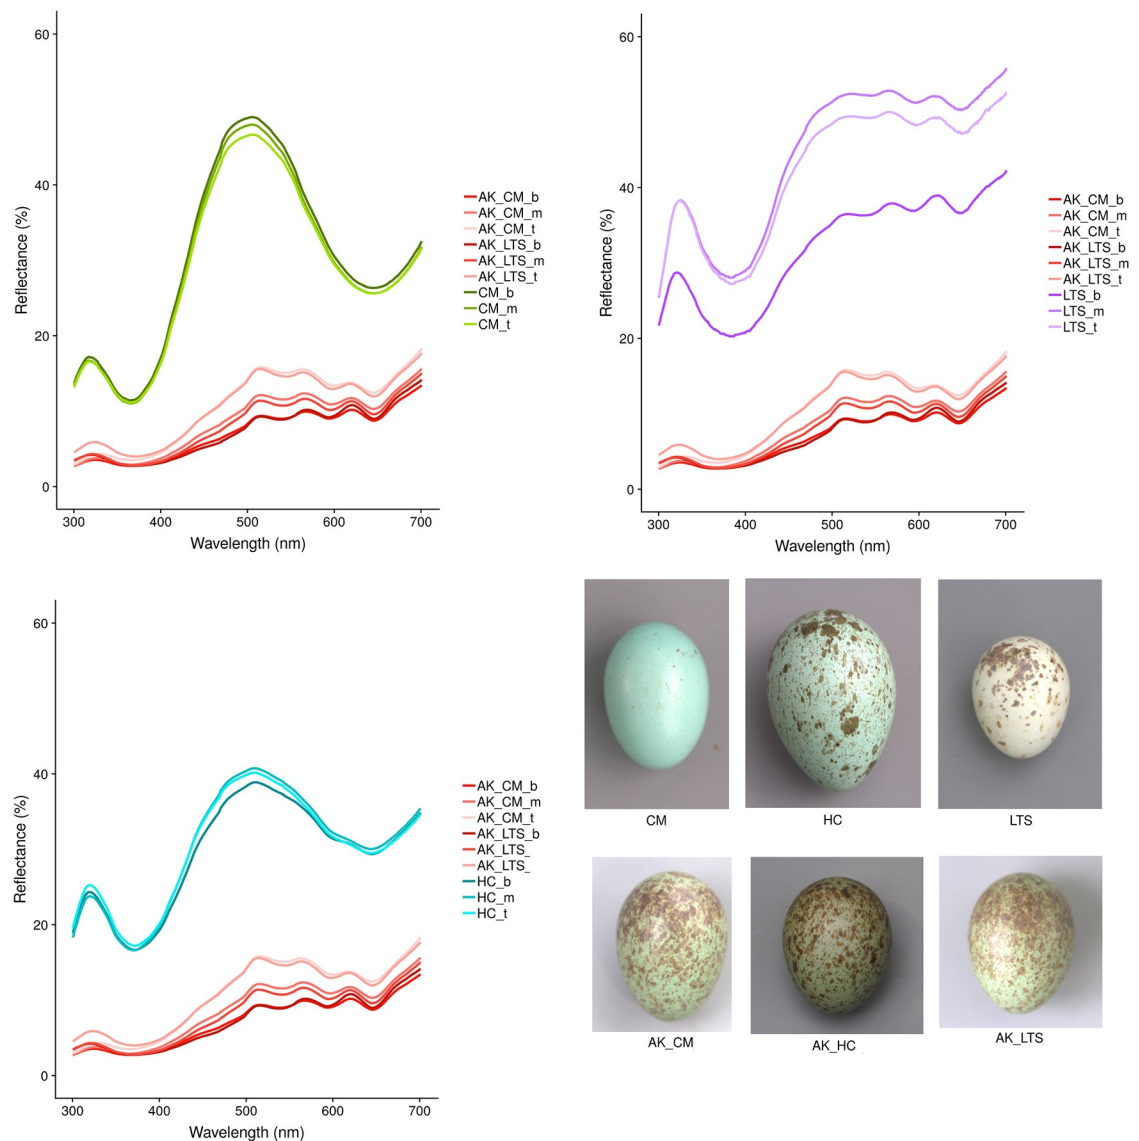 60
40
20
0
Reflectance (%)
300 400 500 600 700
Wavelength (nm)
AK_CM_b
AK_CM_m
AK_CM_t
AK_LTS_b
AK_LTS_m
AK_LTS_t
CM_b
CM_m
CM_t
60
40
20
0
Reflectance (%)
300 400 500 600 700
Wavelength (nm)
AK_CM_b
AK_CM_m
AK_CM_t
AK_LTS_b
AK_LTS_m
AK_LTS_t
LTS_b
LTS_m
LTS_t
60
40
20
0
Reflectance (%)
300 400 500 600 700
Wavelength (nm)
AK_CM_b
AK_CM_m
AK_CM_t
AK_LTS_b
AK_LTS_
AK_LTS_
HC_b
HC_m
HC_t
CM HC LTS
AK_CM AK_HC AK_LTS